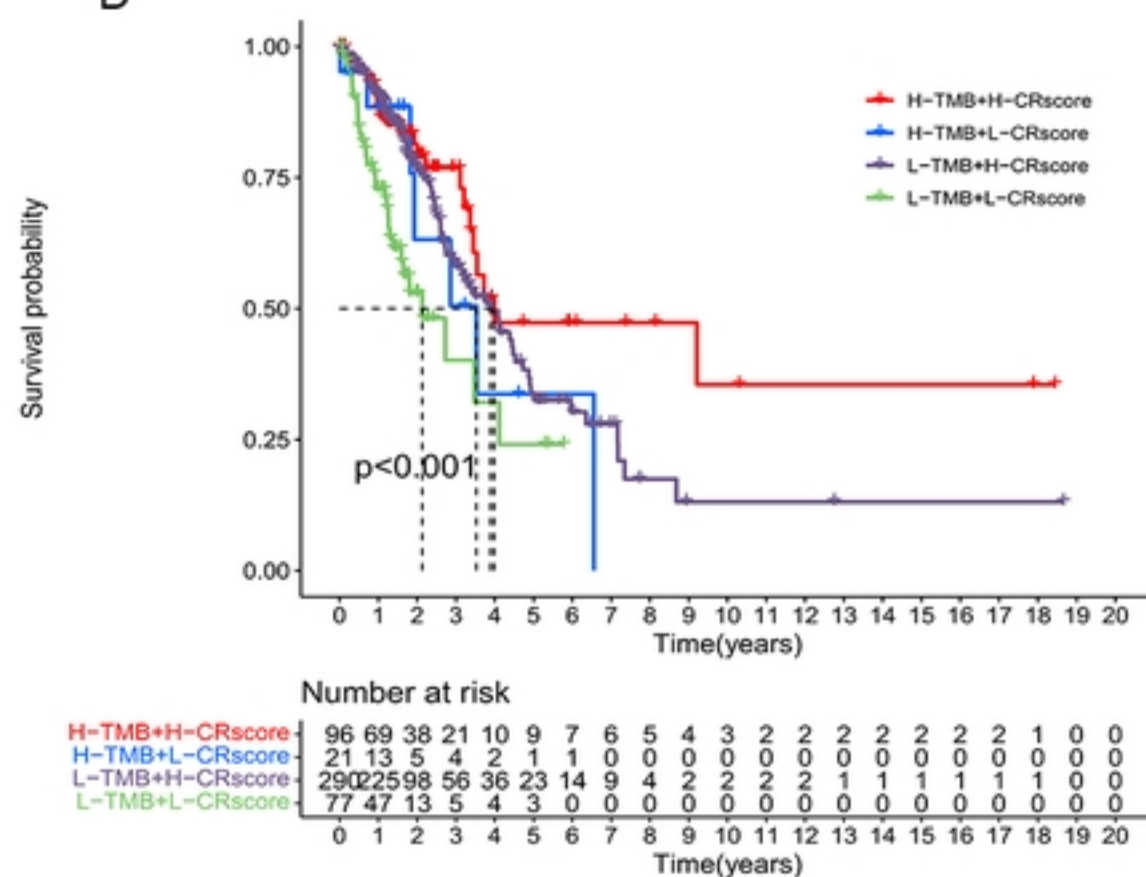 D
1.00
H-TMB+H-CRscore
H-TMB+L-CRscore
L-TMB+H-CRscore
L-TMB+L-CRscore
0.75
Survival probability
0.50
0.25
p<0.001
0.00
0 1 2 3 4 5 6 7 8 9 10 11 12 13 14 15 16 17 18 19 20
Time(years)
Number at risk
H-TMB+H-CRscore 96 69 38 21 10 9 7 6 5 4 3 2 2 2 2 2 2 2 1 0 0
H-TMB+L-CRscore 21 13 5 4 2 1 1 0 0 0 0 0 0 0 0 0 0 0 0 0 0
L-TMB+H-CRscore 290 225 98 56 36 23 14 9 4 2 2 2 2 1 1 1 1 1 1 0 0
L-TMB+L-CRscore 77 47 13 5 4 3 0 0 0 0 0 0 0 0 0 0 0 0 0 0 0
0 1 2 3 4 5 6 7 8 9 10 11 12 13 14 15 16 17 18 19 20
Time(years)